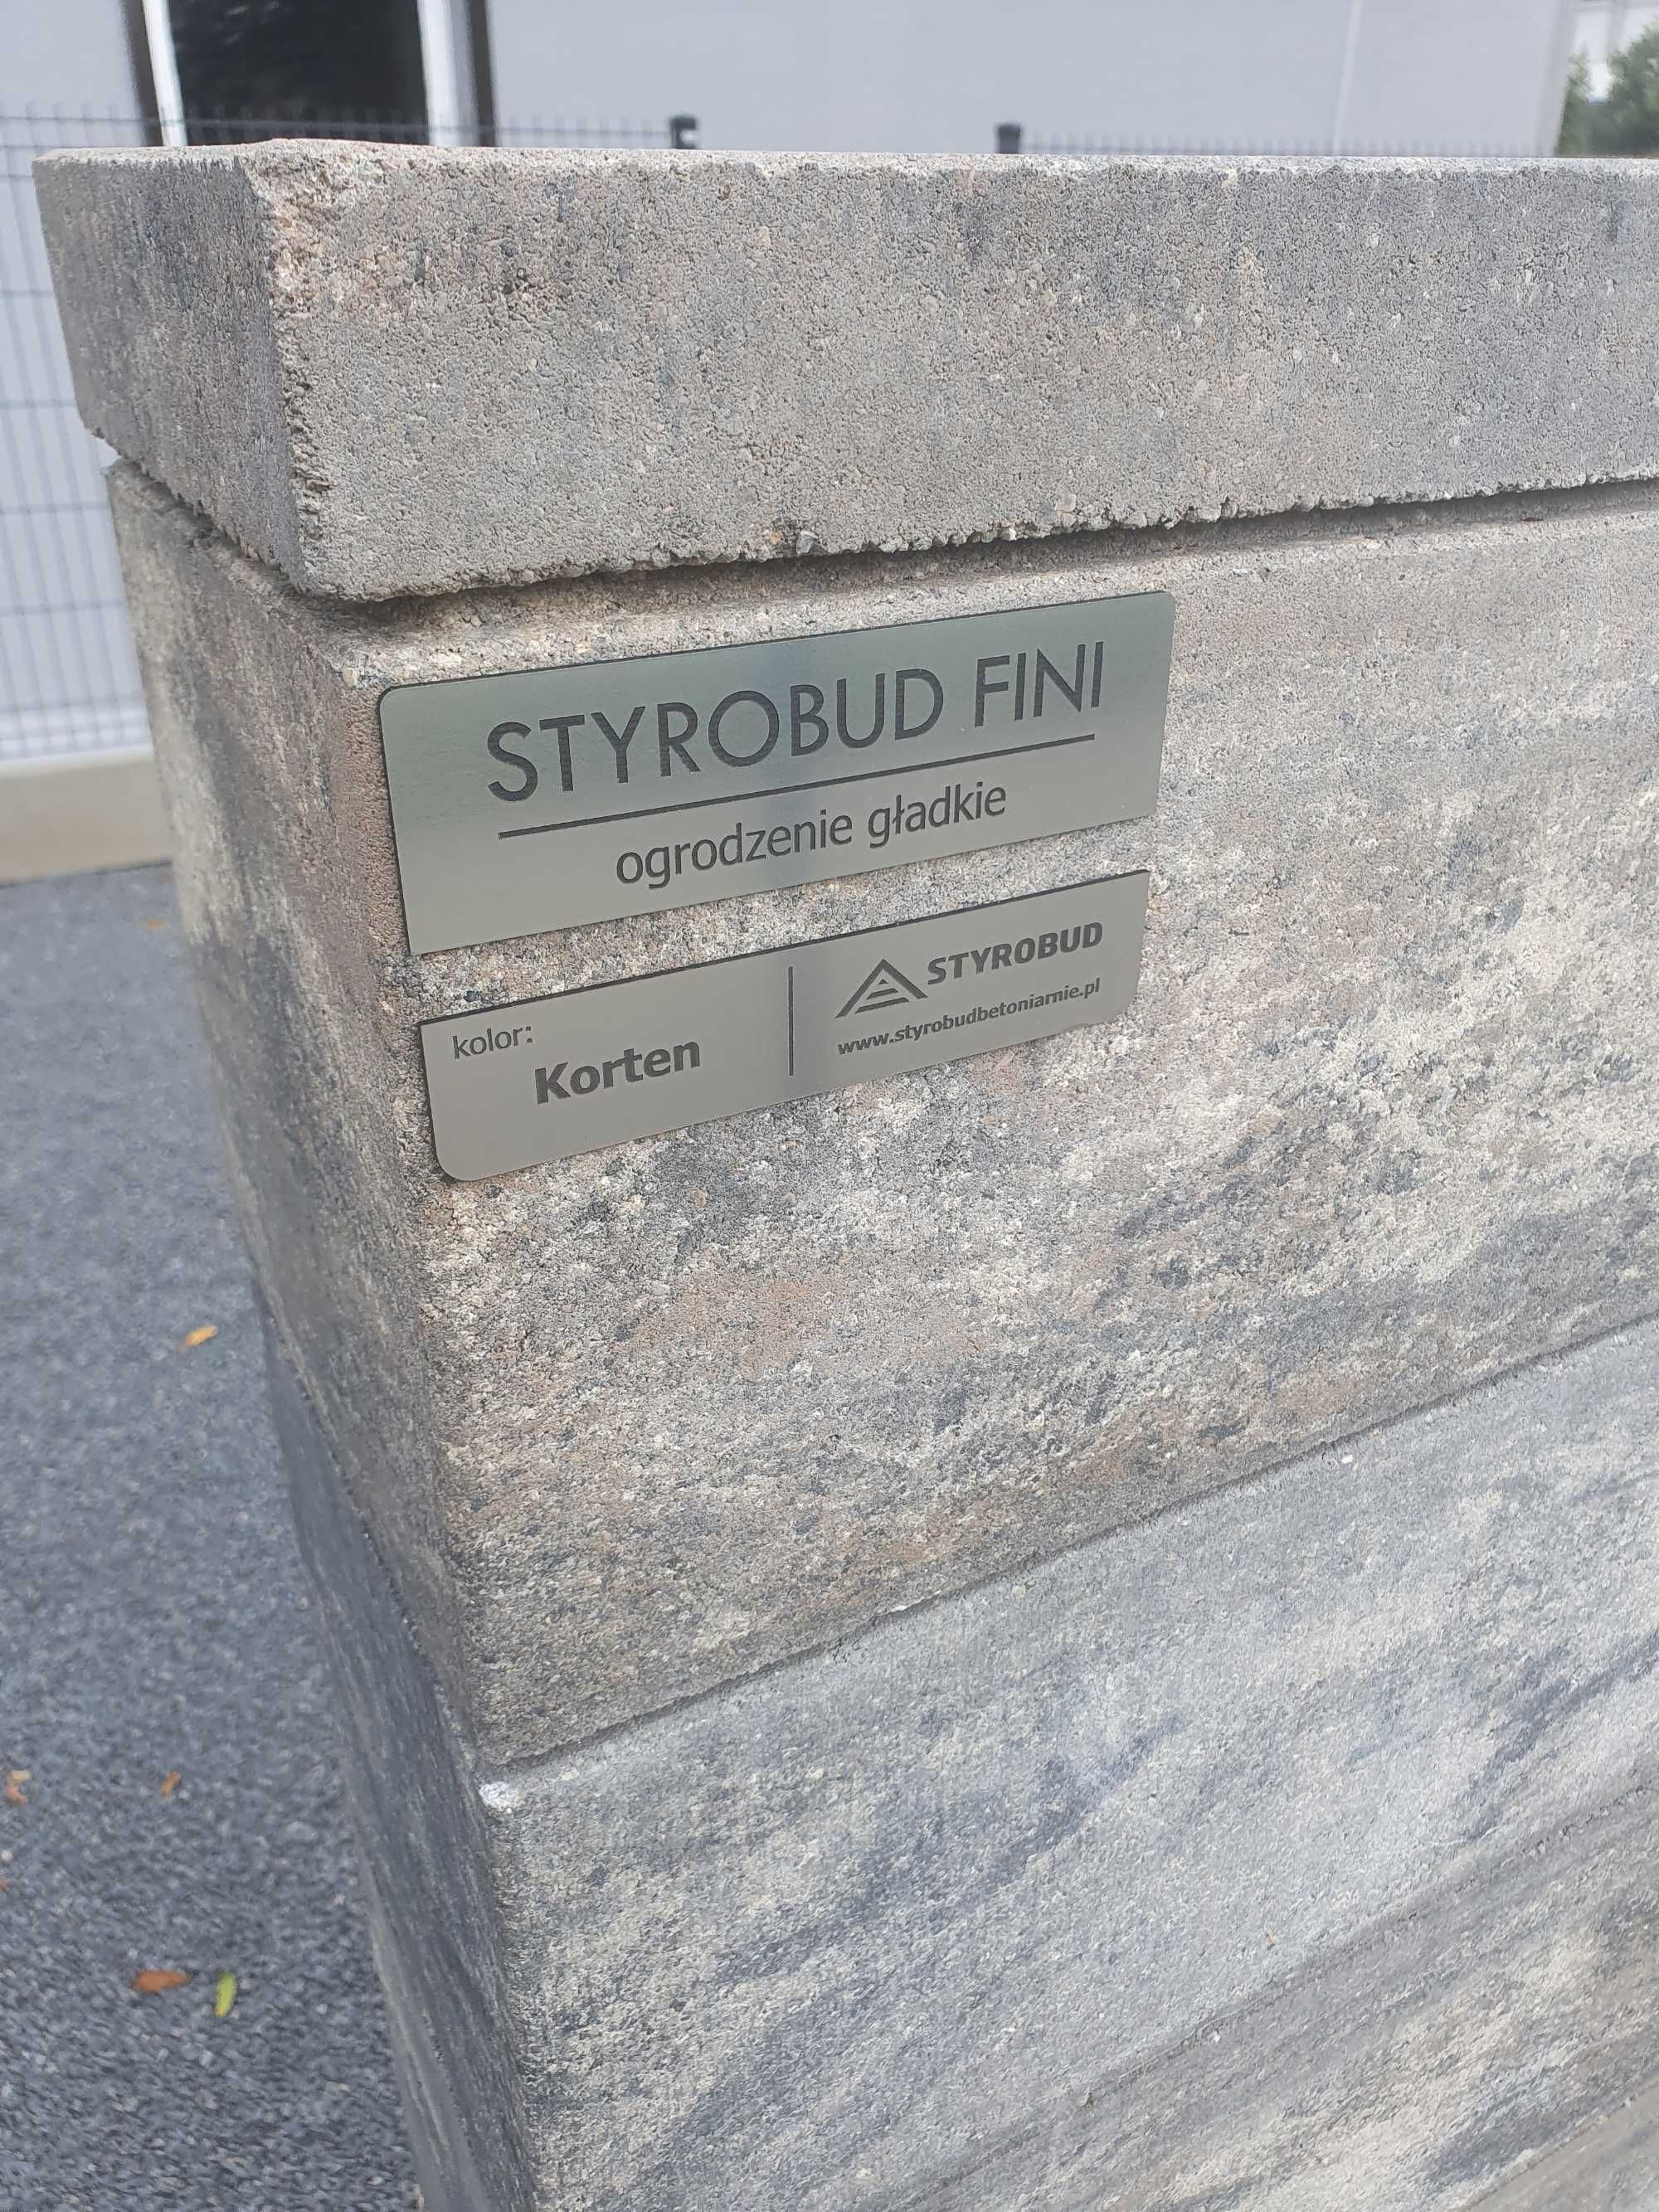 STYROBUD FINI
ogrodzenie gładkie
kolor:
Korten
STYROBUD
www.styrobudbetoniarnie.pl